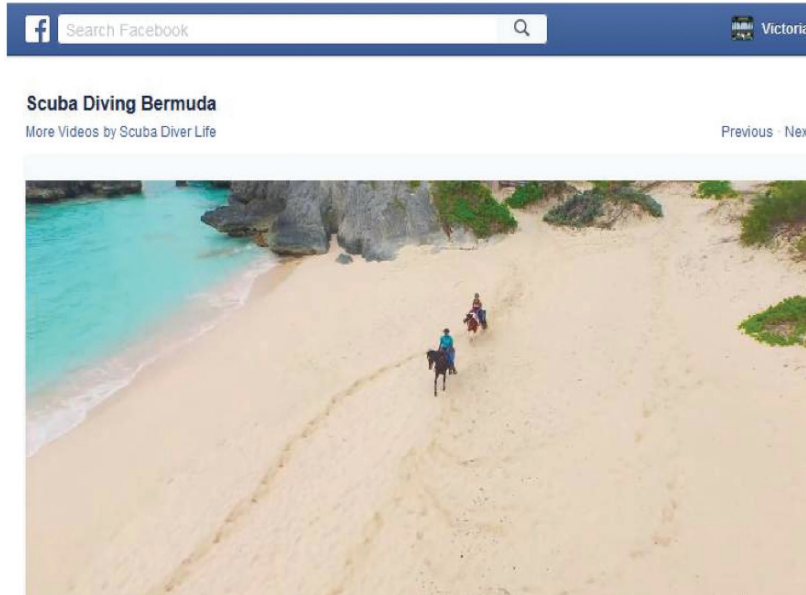 f Search Facebook Victoria
Scuba Diving Bermuda
More Videos by Scuba Diver Life Previous · Nex